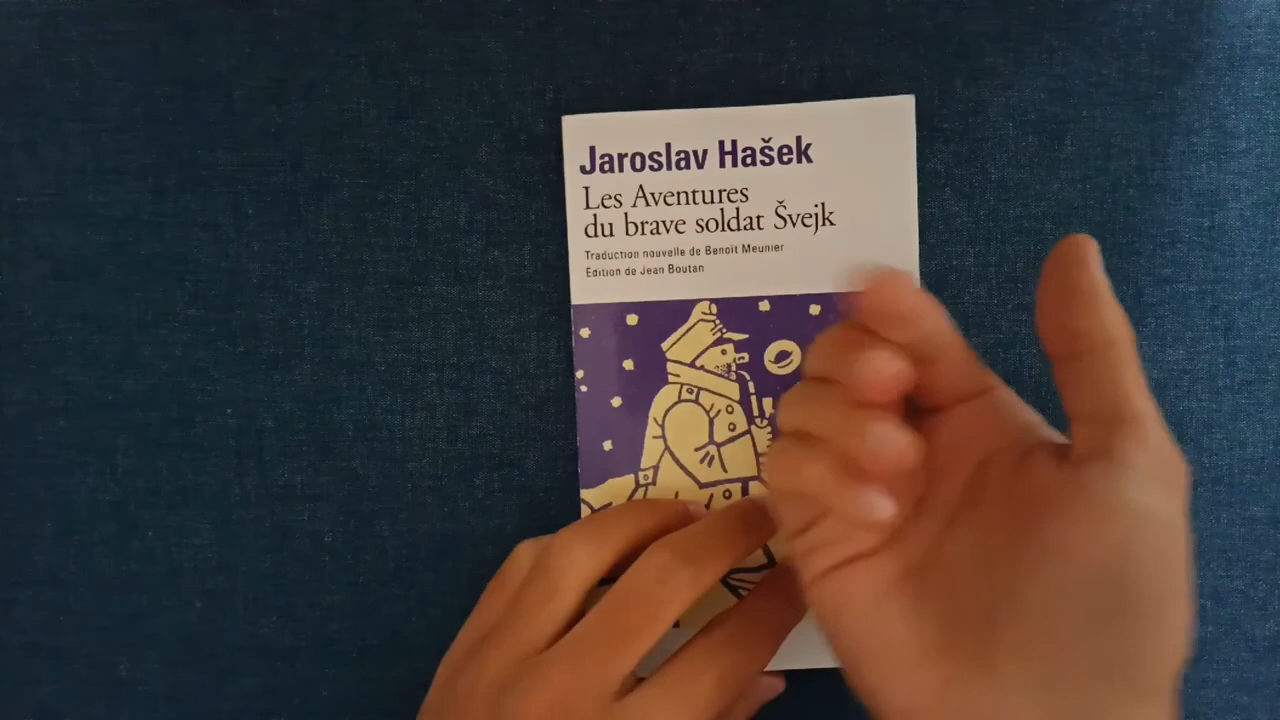 Jaroslav Hašek
Les Aventures
du brave soldat Švejk
Traduction nouvelle de Benoît Meunier
Édition de Jean Boutan